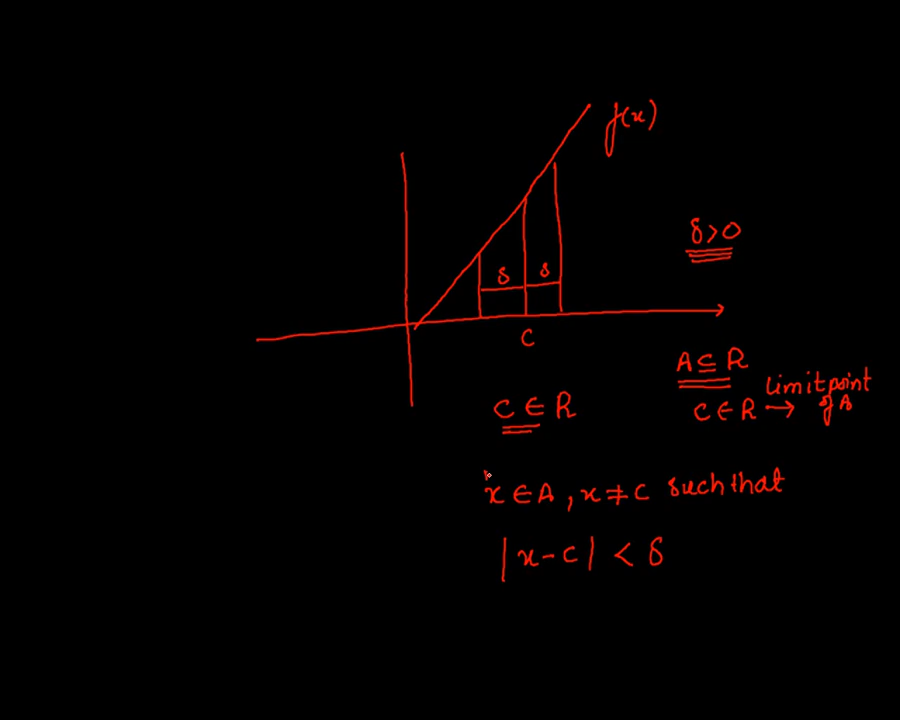 f(x)
δ>0
δ δ
C
A ⊆ R
C ∈ R → limit point of A
C ∈ R
x ∈ A, x ≠ C such that
|x - C| < δ